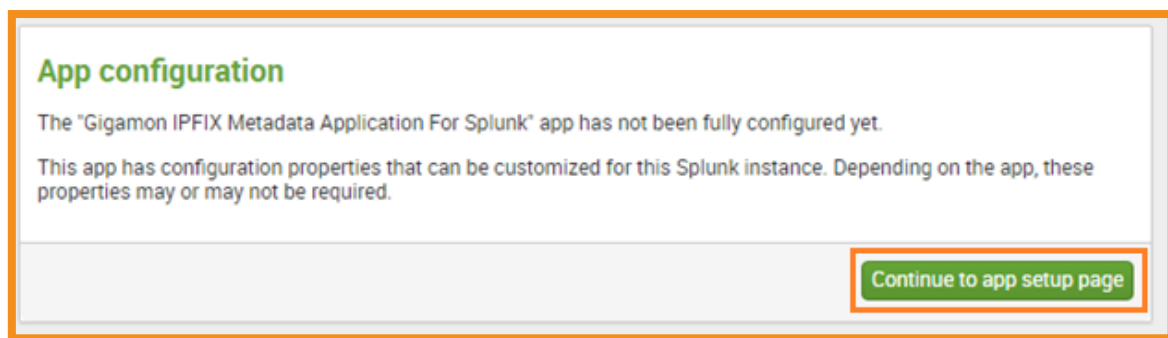 App configuration
The "Gigamon IPFIX Metadata Application For Splunk" app has not been fully configured yet.
This app has configuration properties that can be customized for this Splunk instance. Depending on the app, these
properties may or may not be required.
Continue to app setup page